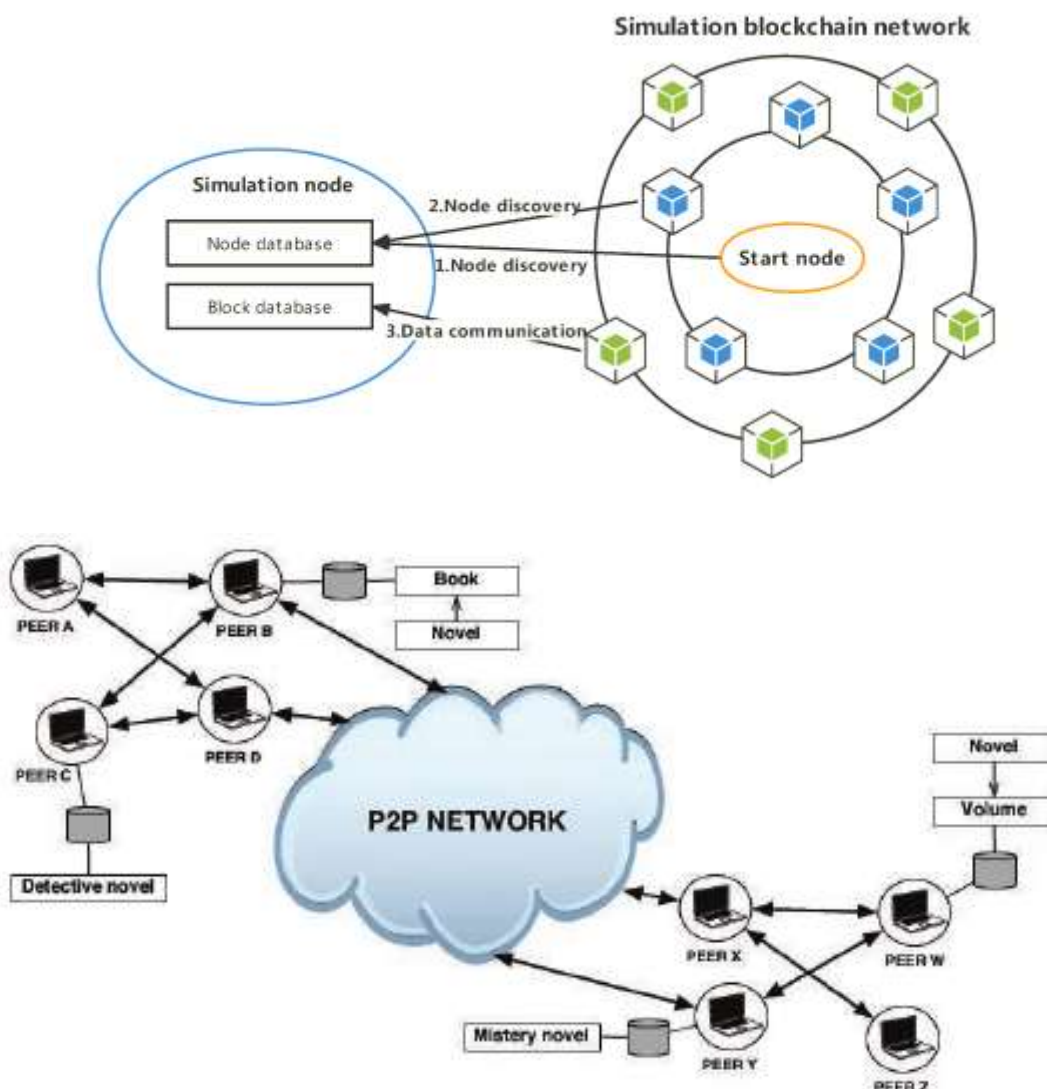 Simulation blockchain network
Simulation node
2.Node discovery
Node database
Start node
1.Node discovery
Block database
3.Data communication
Book
PEER A
PEER B
Novel
PEER C
PEER D
Novel
Volume
P2P NETWORK
Detective novel
PEER X
PEER W
Mistery novel
PEER Y
PEER Z